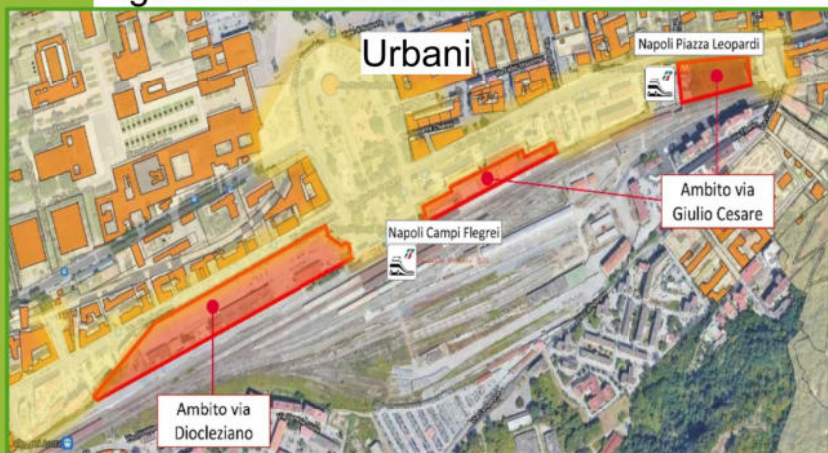 Urbani
Napoli Piazza Leopardi
Ambito via
Giulio Cesare
Napoli Campi Flegrei
Ambito via
Diocleziano